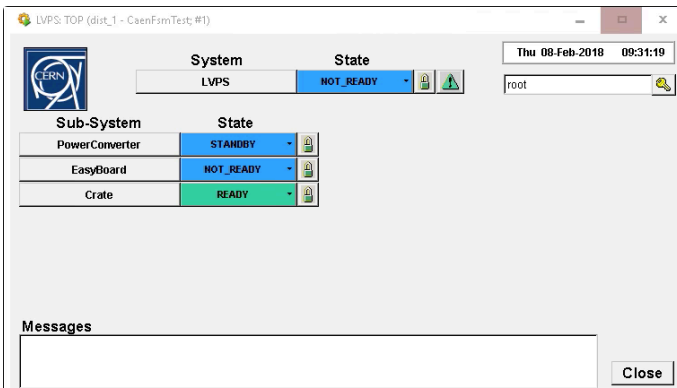 LVPS: TOP (dist_1 - CaenFsmTest; #1)
CERN
System State
LVPS NOT_READY
Thu 08-Feb-2018 09:31:19
root
Sub-System State
PowerConverter STANDBY
EasyBoard NOT_READY
Crate READY
Messages
Close